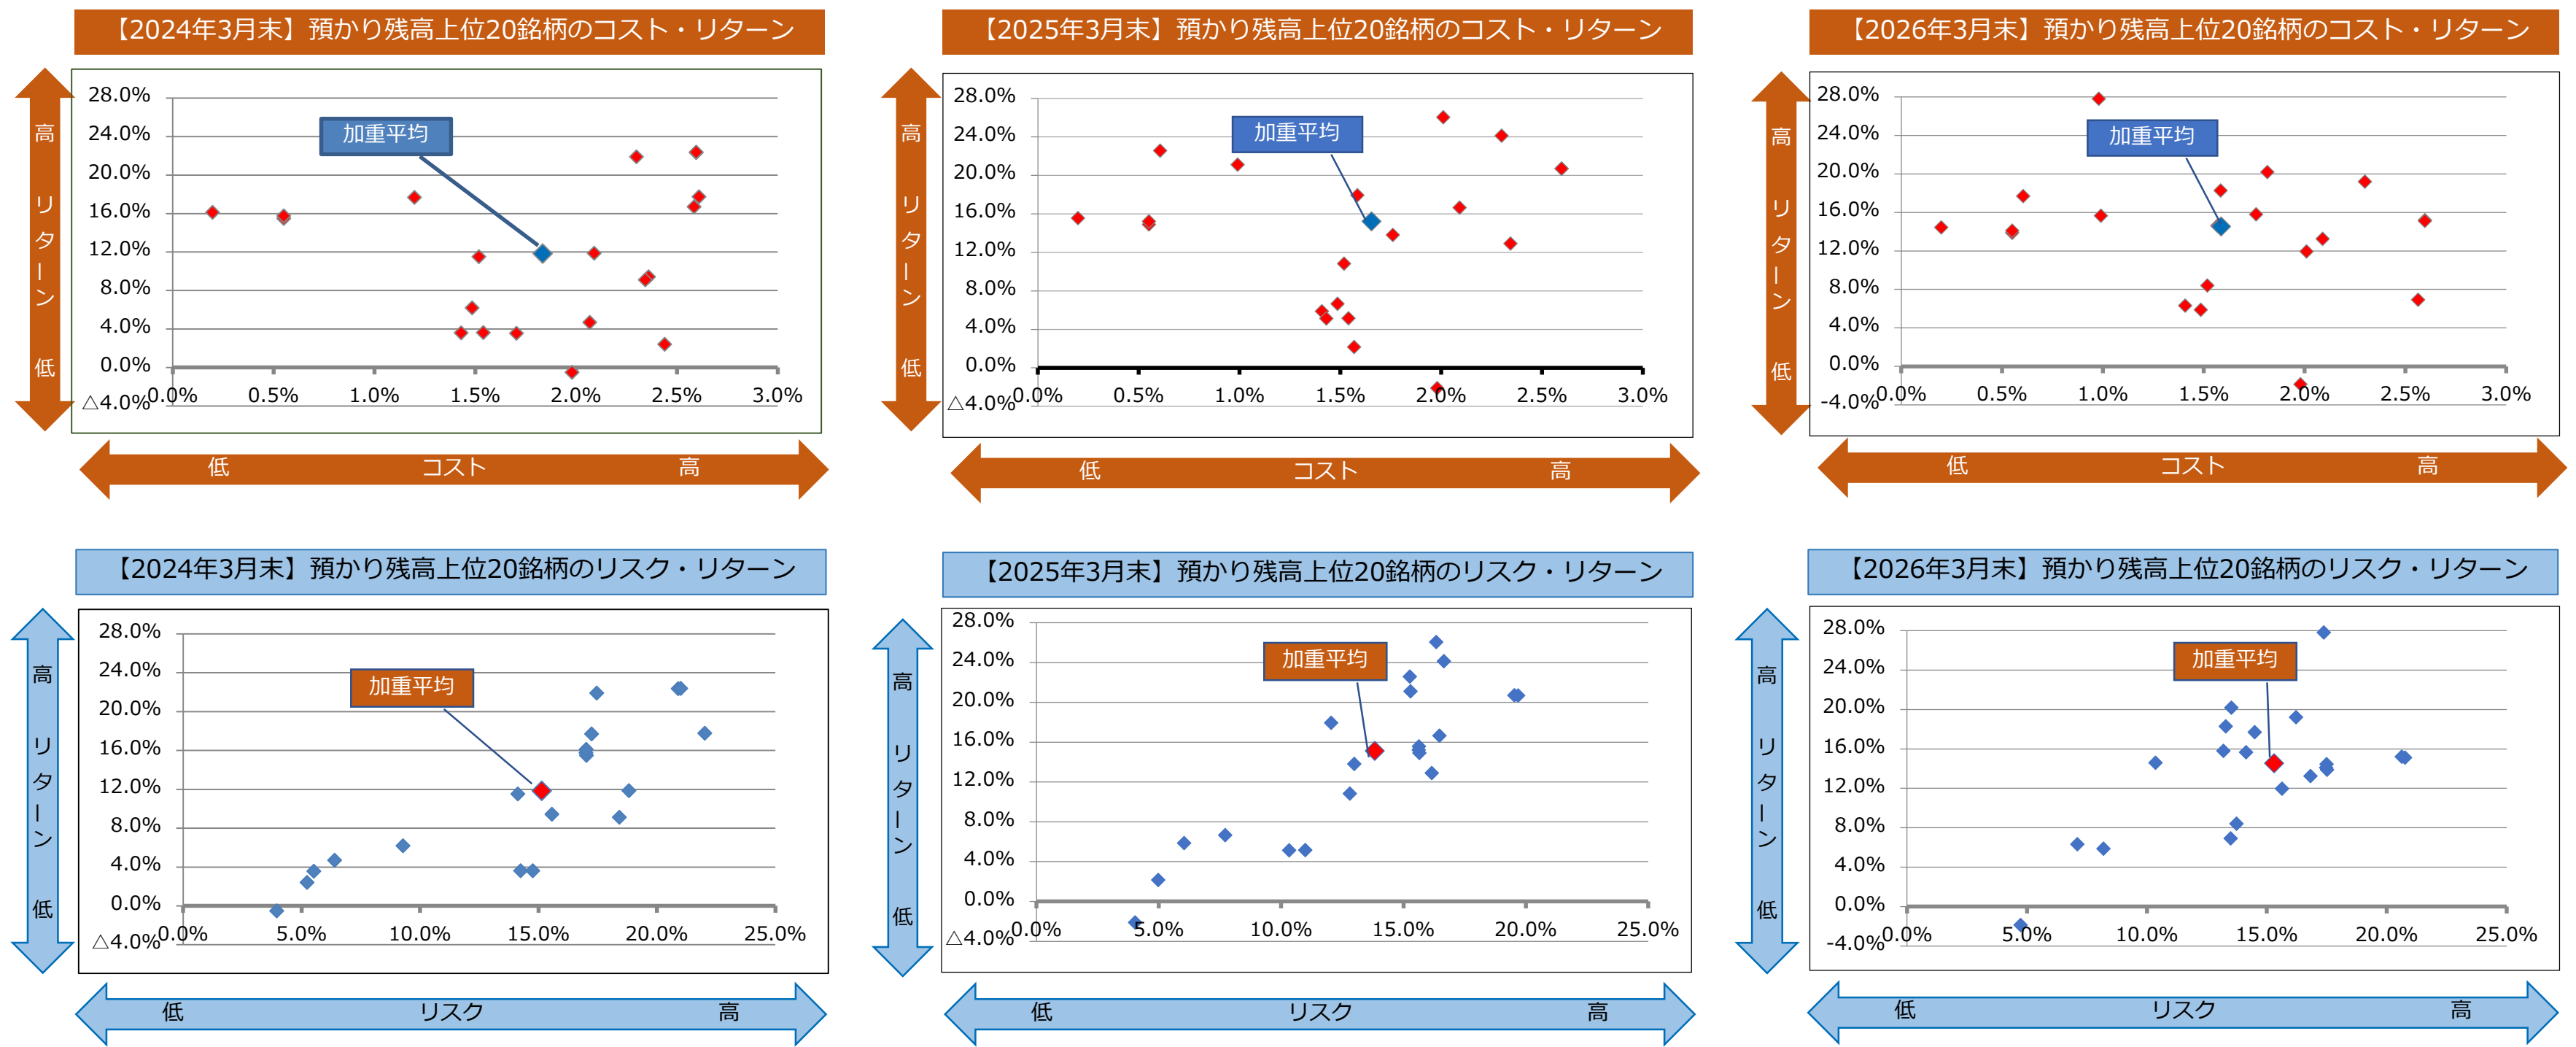 【2024年3月末】預かり残高上位20銘柄のコスト・リターン
高
リターン
低
28.0%
24.0%
20.0%
16.0%
12.0%
8.0%
4.0%
0.0%
△4.0%
加重平均
0.0% 0.5% 1.0% 1.5% 2.0% 2.5% 3.0%
低 コスト 高
【2025年3月末】預かり残高上位20銘柄のコスト・リターン
高
リターン
低
28.0%
24.0%
20.0%
16.0%
12.0%
8.0%
4.0%
0.0%
△4.0%
加重平均
0.0% 0.5% 1.0% 1.5% 2.0% 2.5% 3.0%
低 コスト 高
【2026年3月末】預かり残高上位20銘柄のコスト・リターン
高
リターン
低
28.0%
24.0%
20.0%
16.0%
12.0%
8.0%
4.0%
0.0%
-4.0%
加重平均
0.0% 0.5% 1.0% 1.5% 2.0% 2.5% 3.0%
低 コスト 高
【2024年3月末】預かり残高上位20銘柄のリスク・リターン
高
リターン
低
28.0%
24.0%
20.0%
16.0%
12.0%
8.0%
4.0%
0.0%
△4.0%
加重平均
0.0% 5.0% 10.0% 15.0% 20.0% 25.0%
低 リスク 高
【2025年3月末】預かり残高上位20銘柄のリスク・リターン
高
リターン
低
28.0%
24.0%
20.0%
16.0%
12.0%
8.0%
4.0%
0.0%
△4.0%
加重平均
0.0% 5.0% 10.0% 15.0% 20.0% 25.0%
低 リスク 高
【2026年3月末】預かり残高上位20銘柄のリスク・リターン
高
リターン
低
28.0%
24.0%
20.0%
16.0%
12.0%
8.0%
4.0%
0.0%
-4.0%
加重平均
0.0% 5.0% 10.0% 15.0% 20.0% 25.0%
低 リスク 高